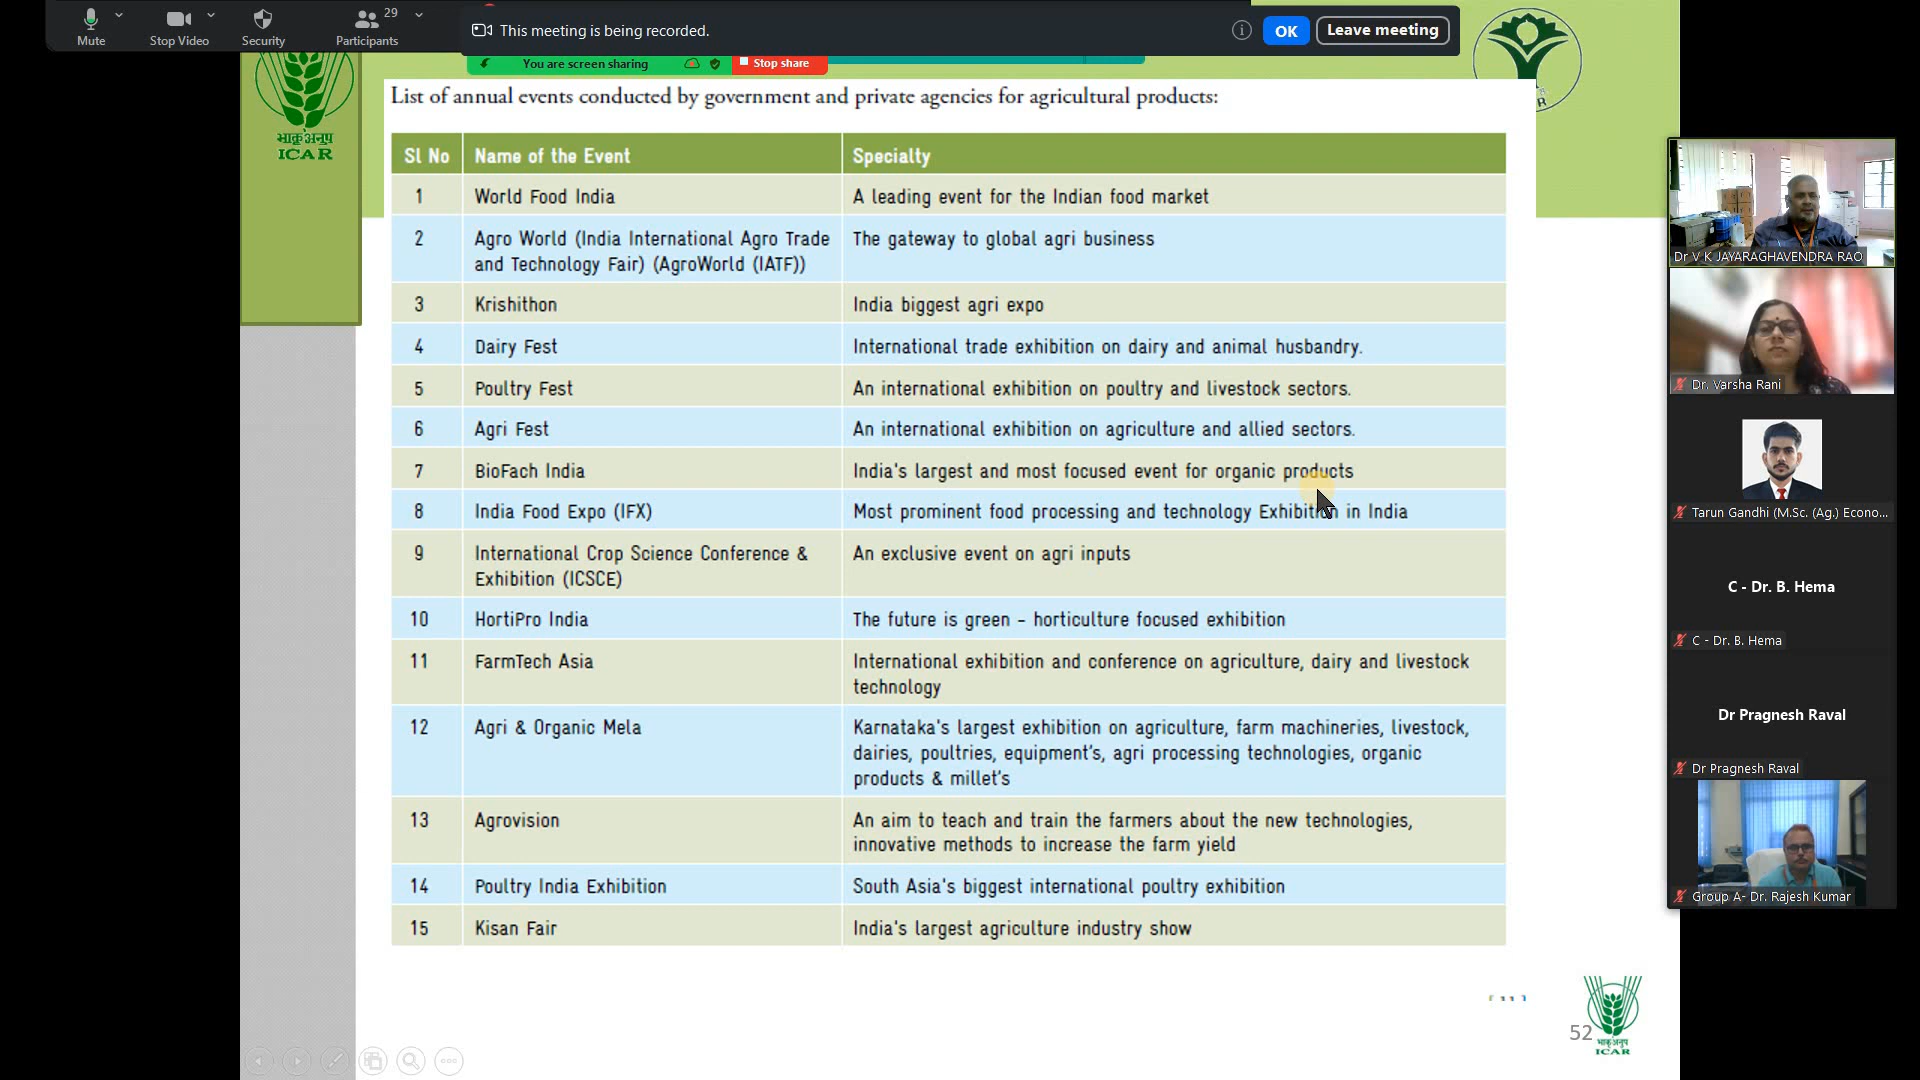 Mute
Stop Video
Security
29
Participants
This meeting is being recorded.
OK
Leave meeting
You are screen sharing
Stop share
भाकृअनुप
ICAR
List of annual events conducted by government and private agencies for agricultural products:
Sl No Name of the Event Specialty
1 World Food India A leading event for the Indian food market
2 Agro World (India International Agro Trade The gateway to global agri business
and Technology Fair) (AgroWorld (IATF))
3 Krishithon India biggest agri expo
4 Dairy Fest International trade exhibition on dairy and animal husbandry.
5 Poultry Fest An international exhibition on poultry and livestock sectors.
6 Agri Fest An international exhibition on agriculture and allied sectors.
7 BioFach India India's largest and most focused event for organic products
8 India Food Expo (IFX) Most prominent food processing and technology Exhibition in India
9 International Crop Science Conference & An exclusive event on agri inputs
Exhibition (ICSCE)
10 HortiPro India The future is green - horticulture focused exhibition
11 FarmTech Asia International exhibition and conference on agriculture, dairy and livestock
technology
12 Agri & Organic Mela Karnataka's largest exhibition on agriculture, farm machineries, livestock,
dairies, poultries, equipment's, agri processing technologies, organic
products & millet's
13 Agrovision An aim to teach and train the farmers about the new technologies,
innovative methods to increase the farm yield
14 Poultry India Exhibition South Asia's biggest international poultry exhibition
15 Kisan Fair India's largest agriculture industry show
52
भाकृअनुप
ICAR
Dr V K JAYARAGHAVENDRA RAO
Dr. Varsha Rani
Tarun Gandhi (M.Sc. (Ag.) Econo...
C - Dr. B. Hema
C - Dr. B. Hema
Dr Pragnesh Raval
Dr Pragnesh Raval
Group A- Dr. Rajesh Kumar